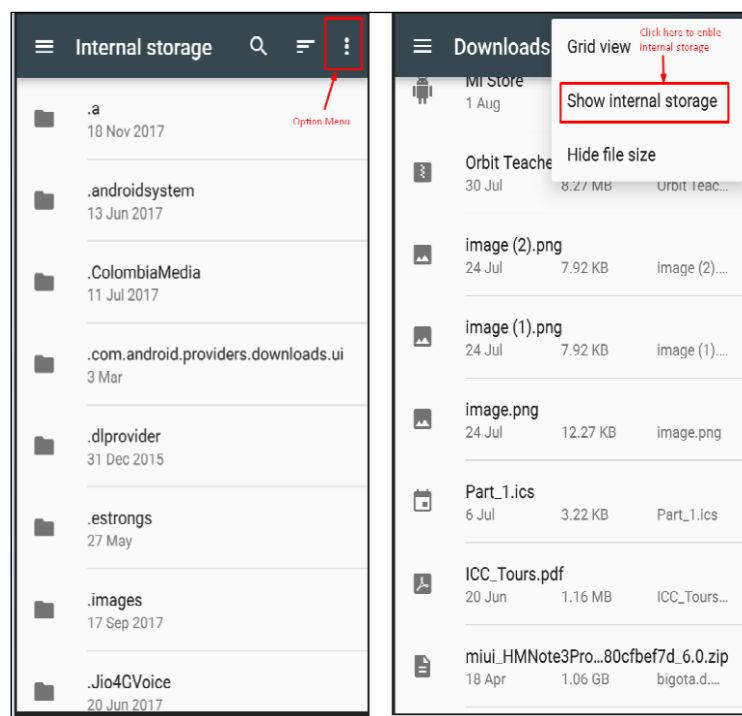 Internal storage
Option Menu
.a
18 Nov 2017
.androidsystem
13 Jun 2017
.ColombiaMedia
11 Jul 2017
.com.android.providers.downloads.ui
3 Mar
.dlprovider
31 Dec 2015
.estrongs
27 May
.images
17 Sep 2017
.Jio4GVoice
20 Jun 2017
Downloads
Grid view
Click here to enble
internal storage
Show internal storage
Hide file size
Mi Store
1 Aug
Orbit Teache
30 Jul 8.27 MB Orbit Teac...
image (2).png
24 Jul 7.92 KB image (2)....
image (1).png
24 Jul 7.92 KB image (1)....
image.png
24 Jul 12.27 KB image.png
Part_1.ics
6 Jul 3.22 KB Part_1.ics
ICC_Tours.pdf
20 Jun 1.16 MB ICC_Tours...
miui_HMNote3Pro...80cfbef7d_6.0.zip
18 Apr 1.06 GB bigota.d....